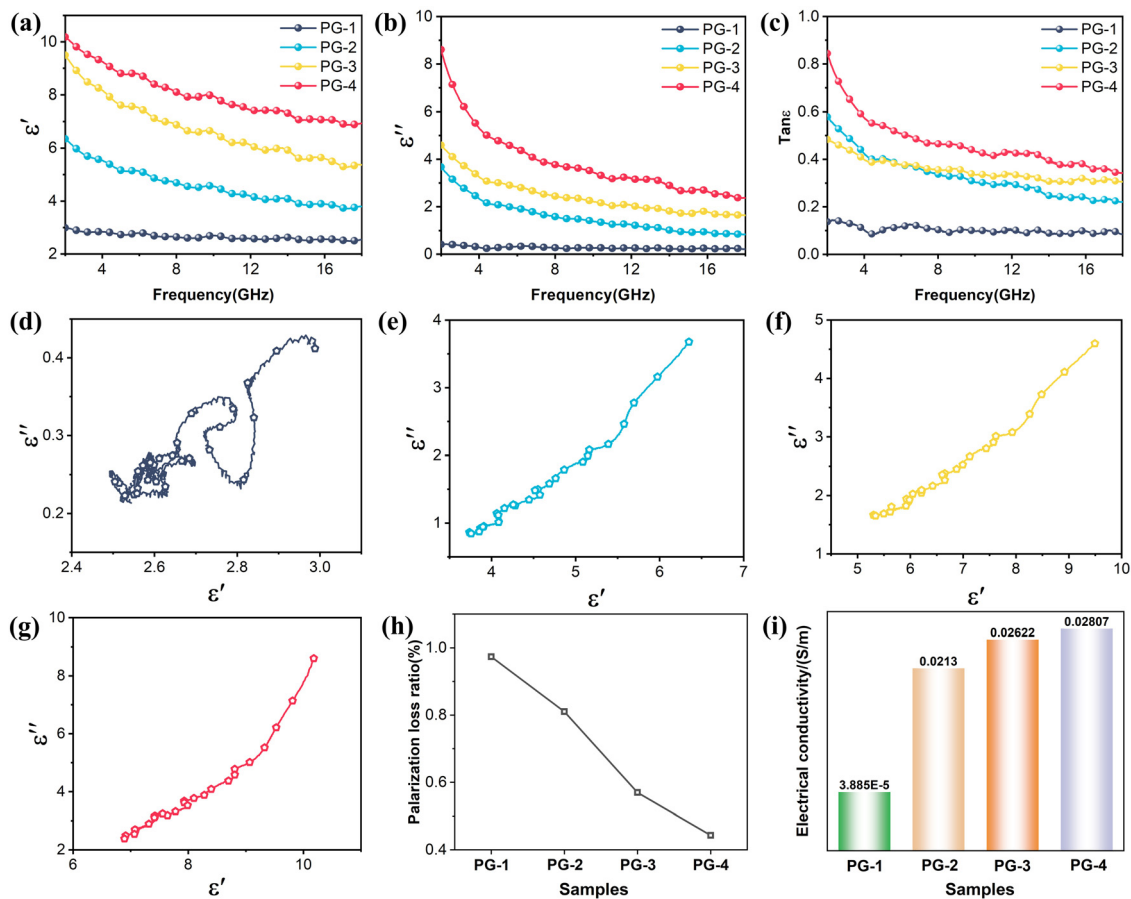 (a)
PG-1
PG-2
PG-3
PG-4
10
8
6
4
2
ε′
4 8 12 16
Frequency(GHz)
(b)
PG-1
PG-2
PG-3
PG-4
10
8
6
4
2
0
ε′′
4 8 12 16
Frequency(GHz)
(c)
PG-1
PG-2
PG-3
PG-4
1.0
0.8
0.6
0.4
0.2
0.0
Tanε
4 8 12 16
Frequency(GHz)
(d)
0.4
0.3
0.2
ε′′
2.4 2.6 2.8 3.0
ε′
(e)
4
3
2
1
ε′′
4 5 6 7
ε′
(f)
5
4
3
2
1
ε′′
5 6 7 8 9 10
ε′
(g)
10
8
6
4
2
ε′′
6 8 10
ε′
(h)
1.0
0.8
0.6
0.4
Palarization loss ratio(%)
PG-1 PG-2 PG-3 PG-4
Samples
(i)
Electrical conductivity/(S/m)
3.885E-5
0.0213
0.02622
0.02807
PG-1 PG-2 PG-3 PG-4
Samples